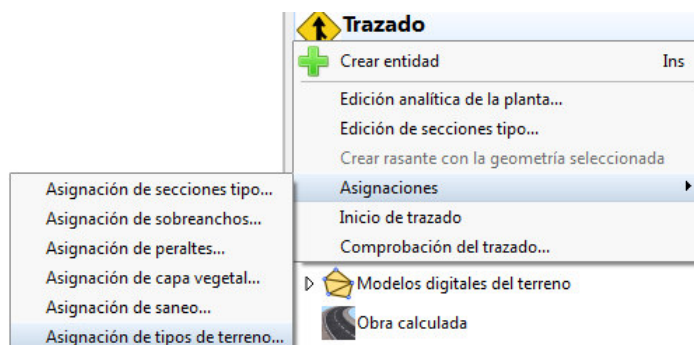 Trazado
Crear entidad Ins
Edición analítica de la planta...
Edición de secciones tipo...
Crear rasante con la geometría seleccionada
Asignaciones
Inicio de trazado
Comprobación del trazado...
Asignación de secciones tipo...
Asignación de sobreanchos...
Asignación de peraltes...
Asignación de capa vegetal...
Asignación de saneo...
Asignación de tipos de terreno...
Modelos digitales del terreno
Obra calculada